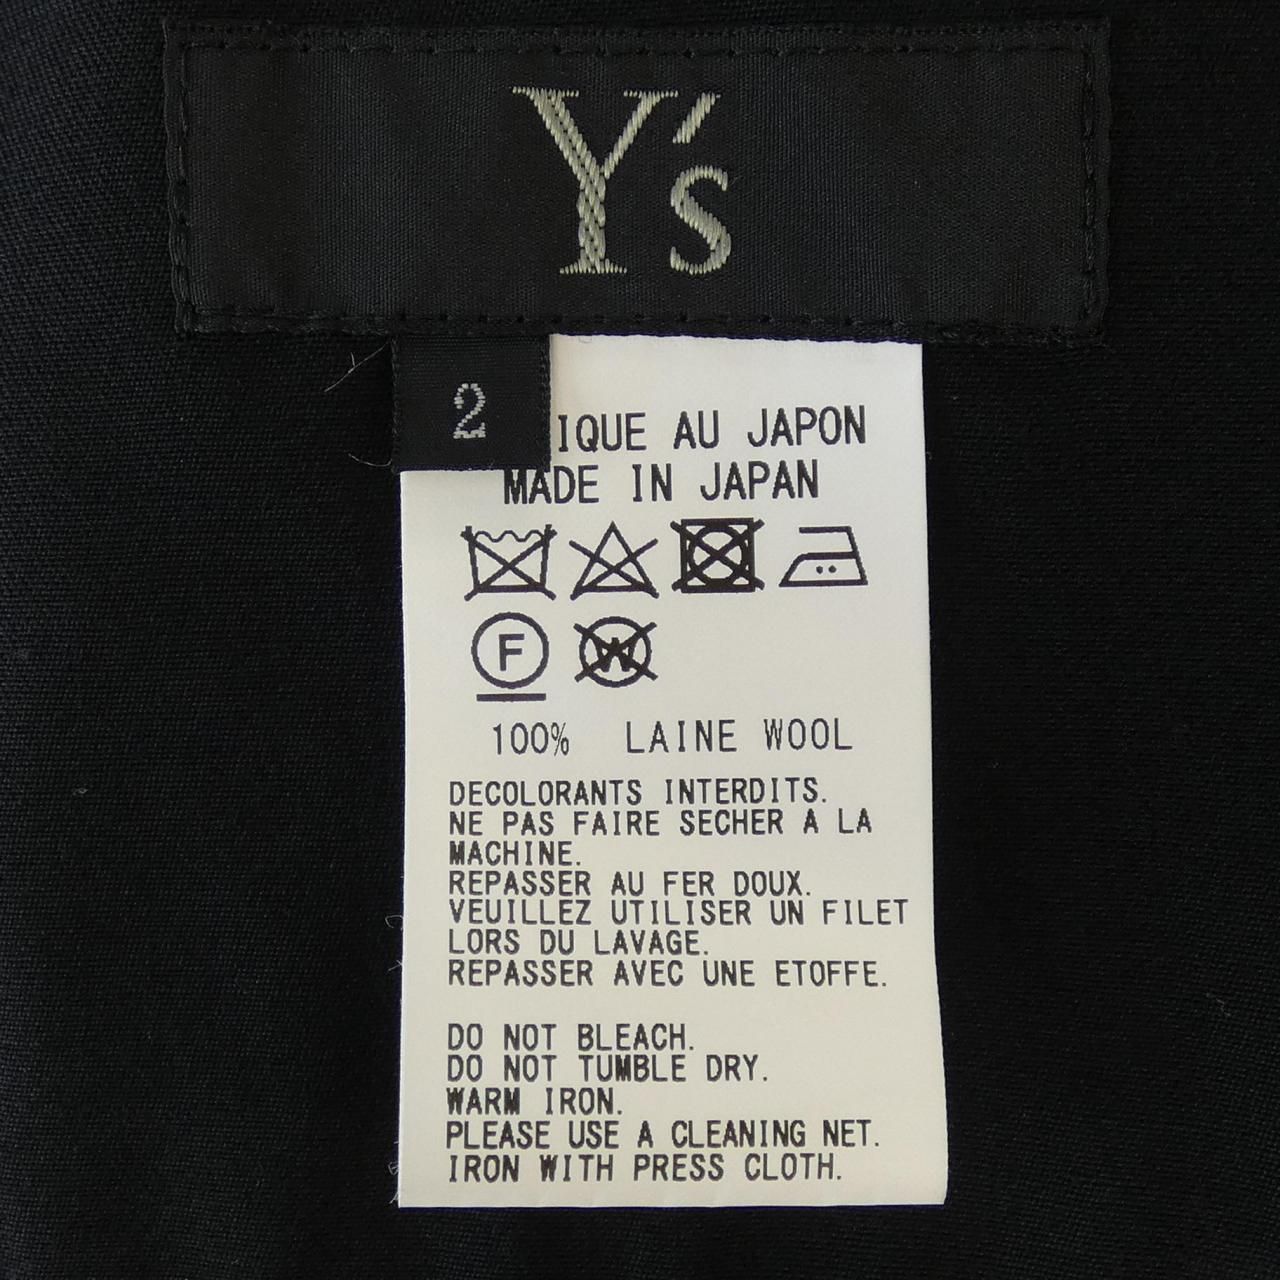 Y's
2
IQUE AU JAPON
MADE IN JAPAN
F
W
100% LAINE WOOL
DECOLORANTS INTERDITS.
NE PAS FAIRE SECHER A LA
MACHINE.
REPASSER AU FER DOUX.
VEUILLEZ UTILISER UN FILET
LORS DU LAVAGE.
REPASSER AVEC UNE ETOFFE.
DO NOT BLEACH.
DO NOT TUMBLE DRY.
WARM IRON.
PLEASE USE A CLEANING NET.
IRON WITH PRESS CLOTH.